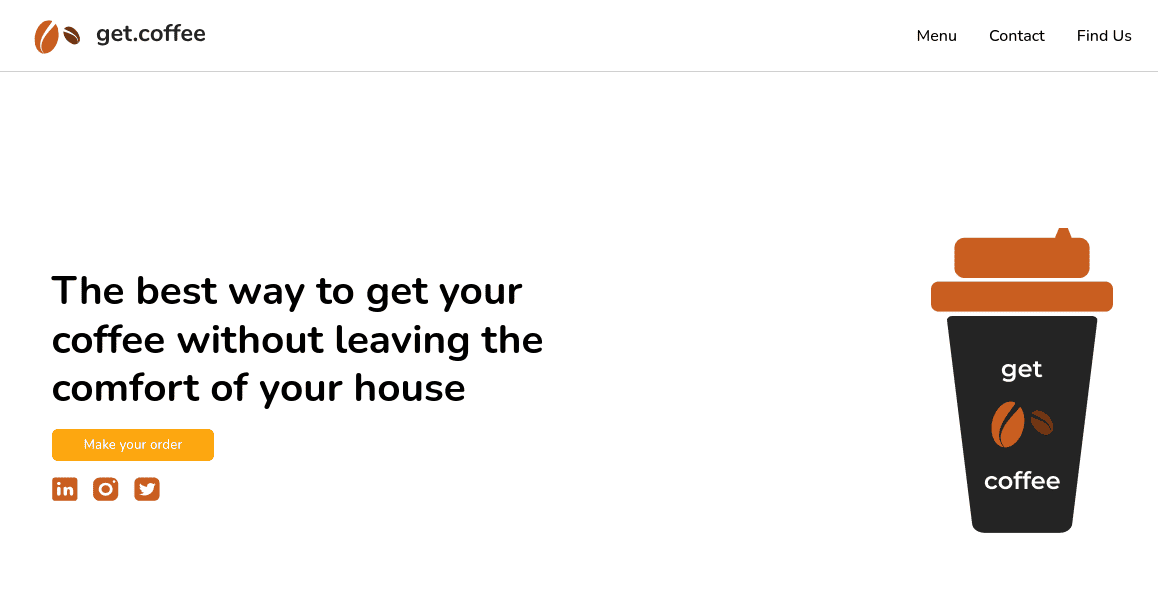 get.coffee
Menu
Contact
Find Us
The best way to get your
coffee without leaving the
comfort of your house
Make your order
in
get
coffee